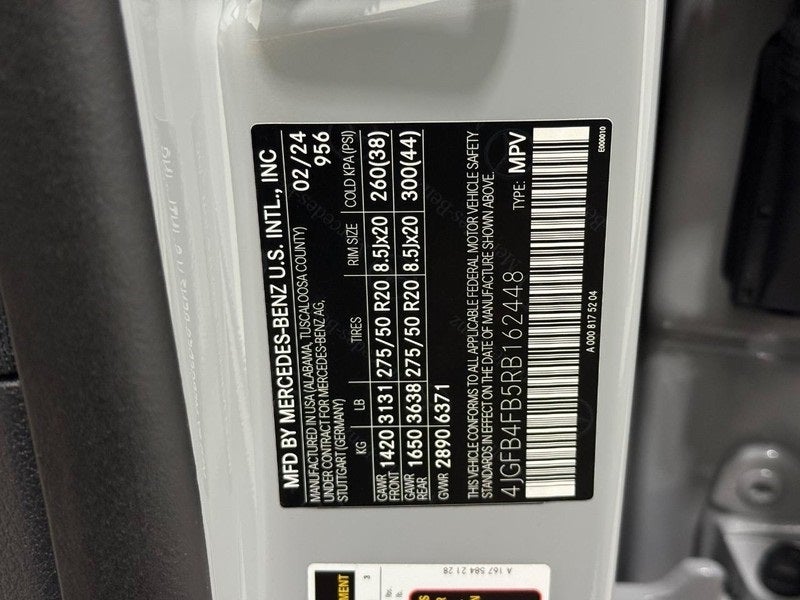 MFD BY MERCEDES-BENZ U.S. INTL., INC
MANUFACTURED IN USA (ALABAMA, TUSCALOOSA COUNTY) 02/24
UNDER CONTRACT FOR MERCEDES-BENZ AG, 956
STUTTGART (GERMANY)
KG LB TIRES RIM SIZE COLD KPA (PSI)
GAWR FRONT 1420 3131 275/50 R20 8.5Jx20 260(38)
GAWR REAR 1650 3638 275/50 R20 8.5Jx20 300(44)
GVWR 2890 6371
THIS VEHICLE CONFORMS TO ALL APPLICABLE FEDERAL MOTOR VEHICLE SAFETY
STANDARDS IN EFFECT ON THE DATE OF MANUFACTURE SHOWN ABOVE.
4JGFB4FB5RB162448 TYPE: MPV
A 000 817 52 04 E000010
A 167 584 21 28
3